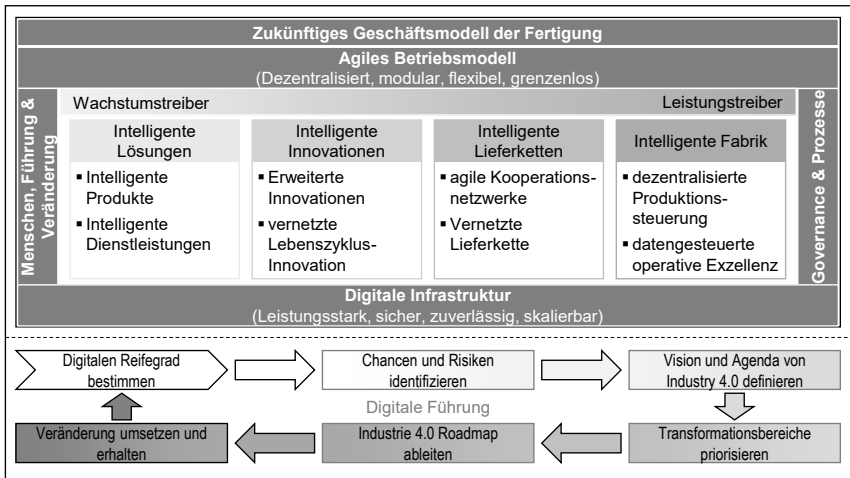 Zukünftiges Geschäftsmodell der Fertigung
Agiles Betriebsmodell
(Dezentralisiert, modular, flexibel, grenzenlos)
Menschen, Führung &
Veränderung
Wachstumstreiber
Leistungstreiber
Intelligente
Lösungen
▪ Intelligente
Produkte
▪ Intelligente
Dienstleistungen
Intelligente
Innovationen
▪ Erweiterte
Innovationen
▪ vernetzte
Lebenszyklus-
Innovation
Intelligente
Lieferketten
▪ agile Kooperations-
netzwerke
▪ Vernetzte
Lieferkette
Intelligente Fabrik
▪ dezentralisierte
Produktions-
steuerung
▪ datengesteuerte
operative Exzellenz
Governance & Prozesse
Digitale Infrastruktur
(Leistungsstark, sicher, zuverlässig, skalierbar)
Digitalen Reifegrad
bestimmen
Chancen und Risiken
identifizieren
Vision und Agenda von
Industry 4.0 definieren
Digitale Führung
Veränderung umsetzen und
erhalten
Industrie 4.0 Roadmap
ableiten
Transformationsbereiche
priorisieren